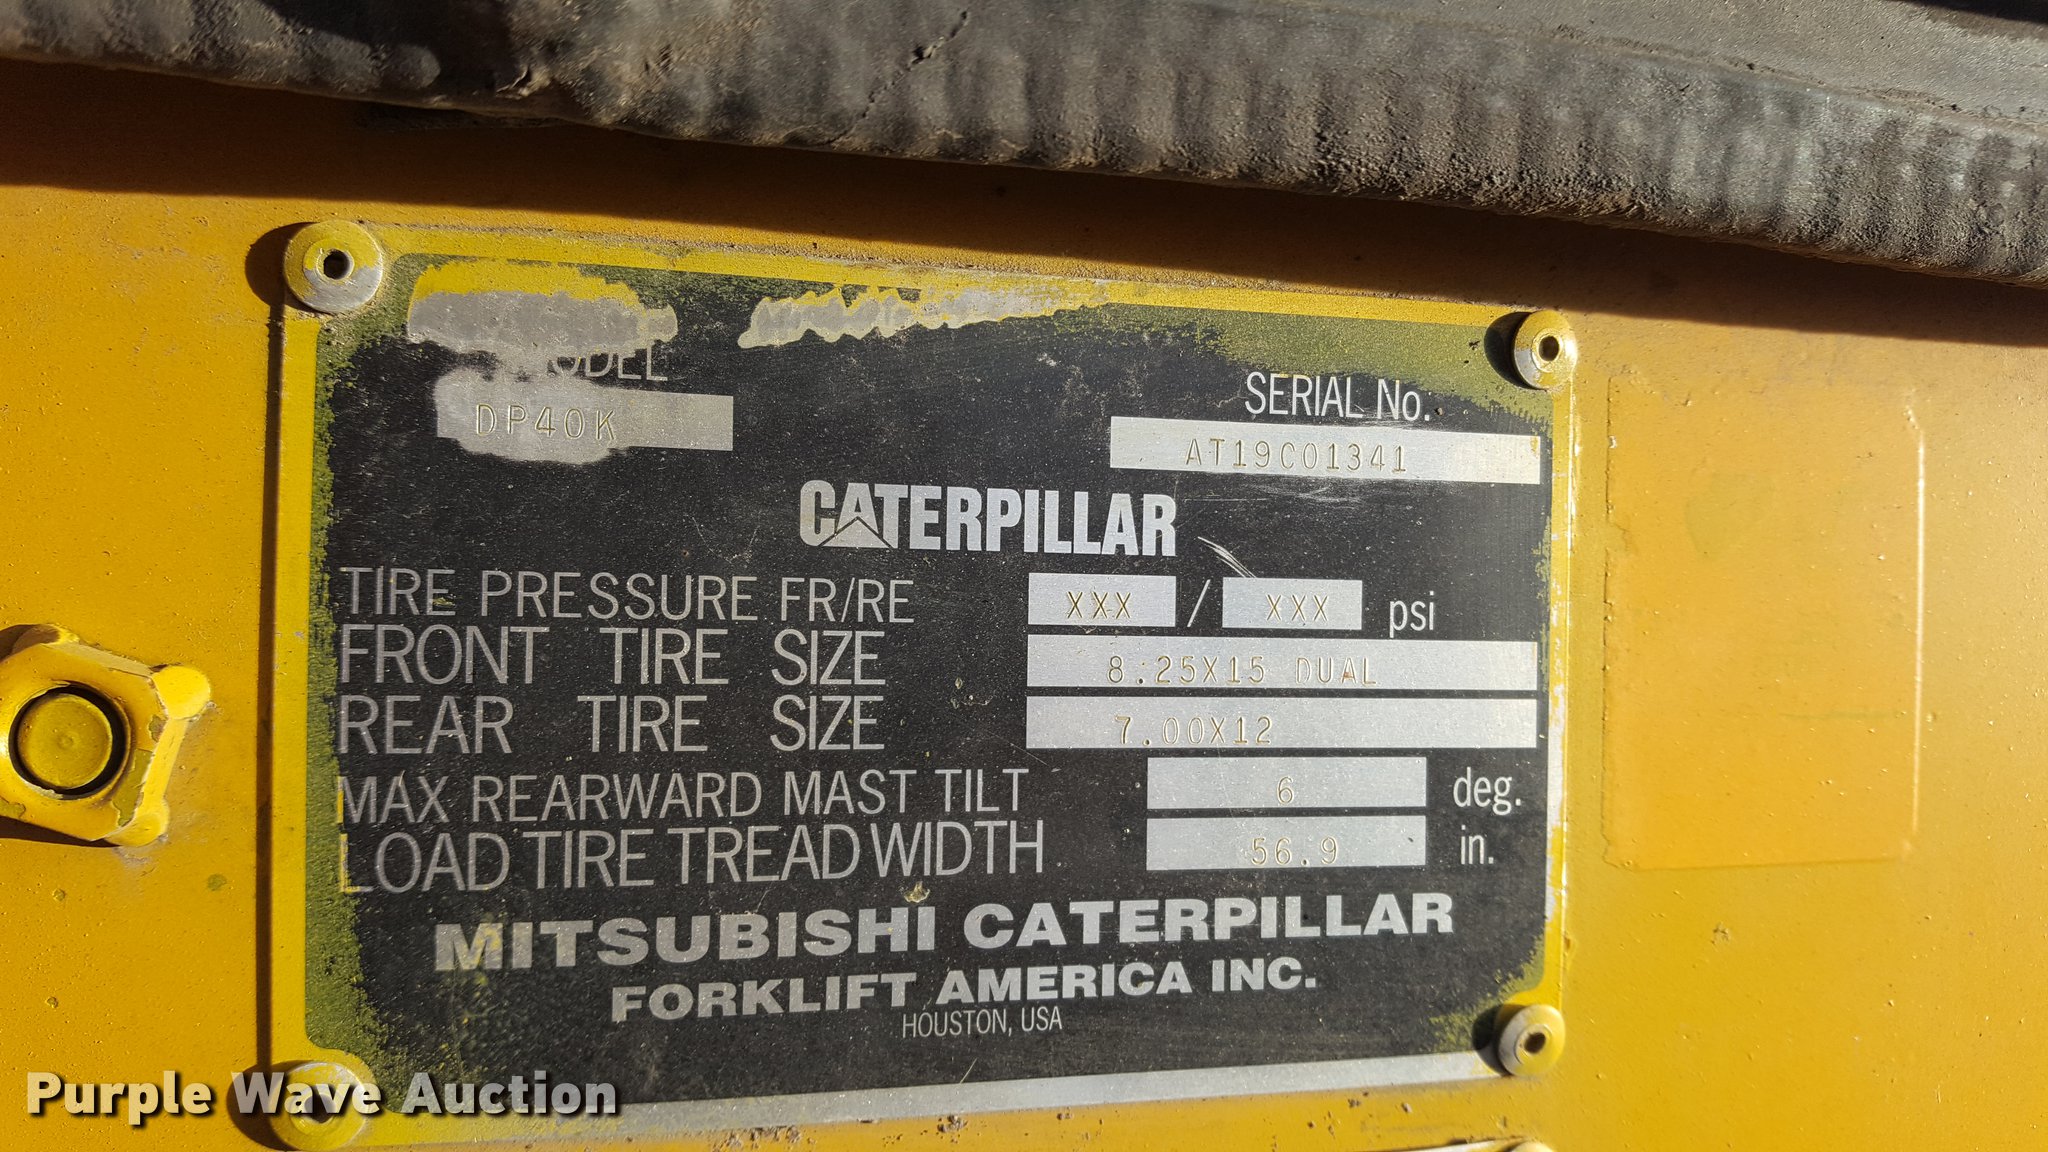 MODEL
DP40K
SERIAL No.
AT19C01341
CATERPILLAR
TIRE PRESSURE FR/RE XXX / XXX psi
FRONT TIRE SIZE 8.25X15 DUAL
REAR TIRE SIZE 7.00X12
MAX REARWARD MAST TILT 6 deg.
LOAD TIRE TREAD WIDTH 56.9 in.
MITSUBISHI CATERPILLAR
FORKLIFT AMERICA INC.
HOUSTON, USA
Purple Wave Auction